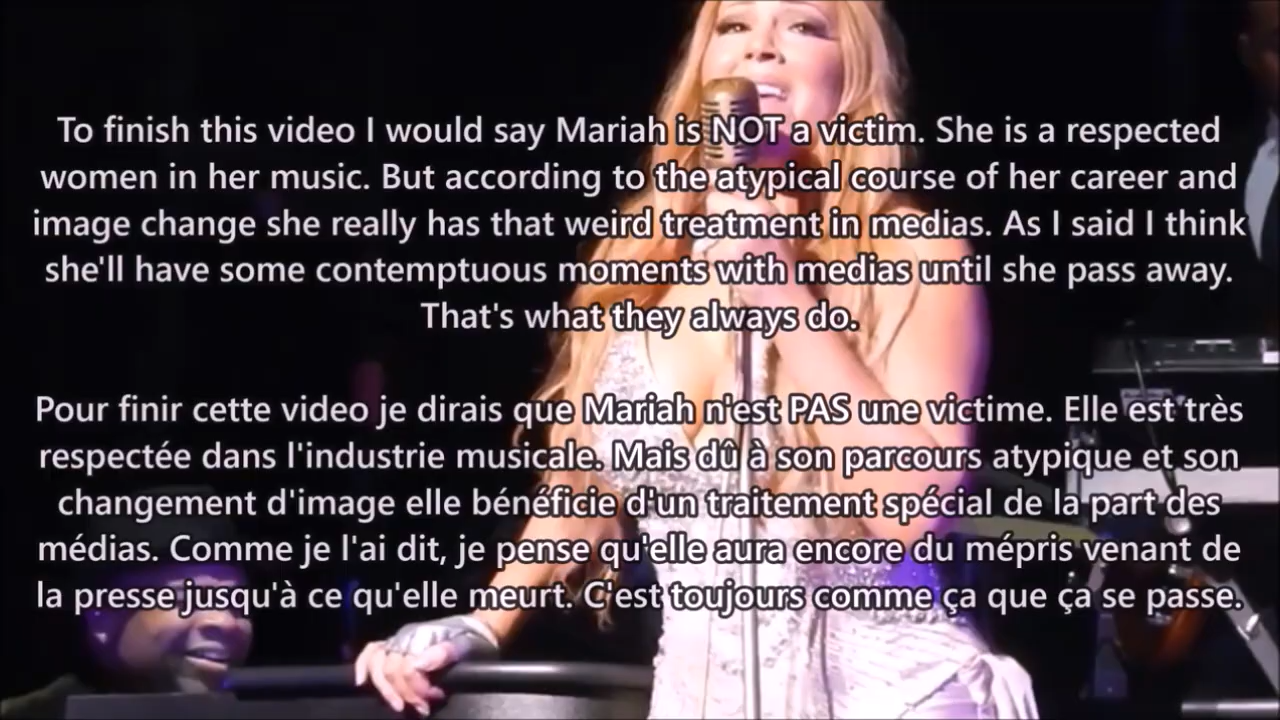 To finish this video I would say Mariah is NOT a victim. She is a respected
women in her music. But according to the atypical course of her career and
image change she really has that weird treatment in medias. As I said I think
she'll have some contemptuous moments with medias until she pass away.
That's what they always do.
Pour finir cette video je dirais que Mariah n'est PAS une victime. Elle est très
respectée dans l'industrie musicale. Mais dû à son parcours atypique et son
changement d'image elle bénéficie d'un traitement spécial de la part des
médias. Comme je l'ai dit, je pense qu'elle aura encore du mépris venant de
la presse jusqu'à ce qu'elle meurt. C'est toujours comme ça que ça se passe.